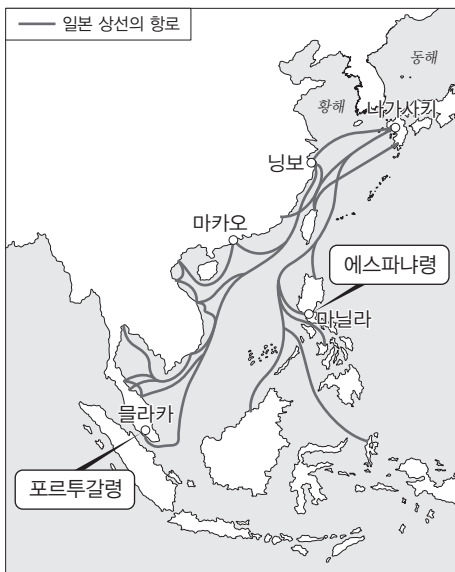 일본 상선의 항로
동해
황해
나가사키
닝보
마카오
에스파냐령
마닐라
믈라카
포르투갈령